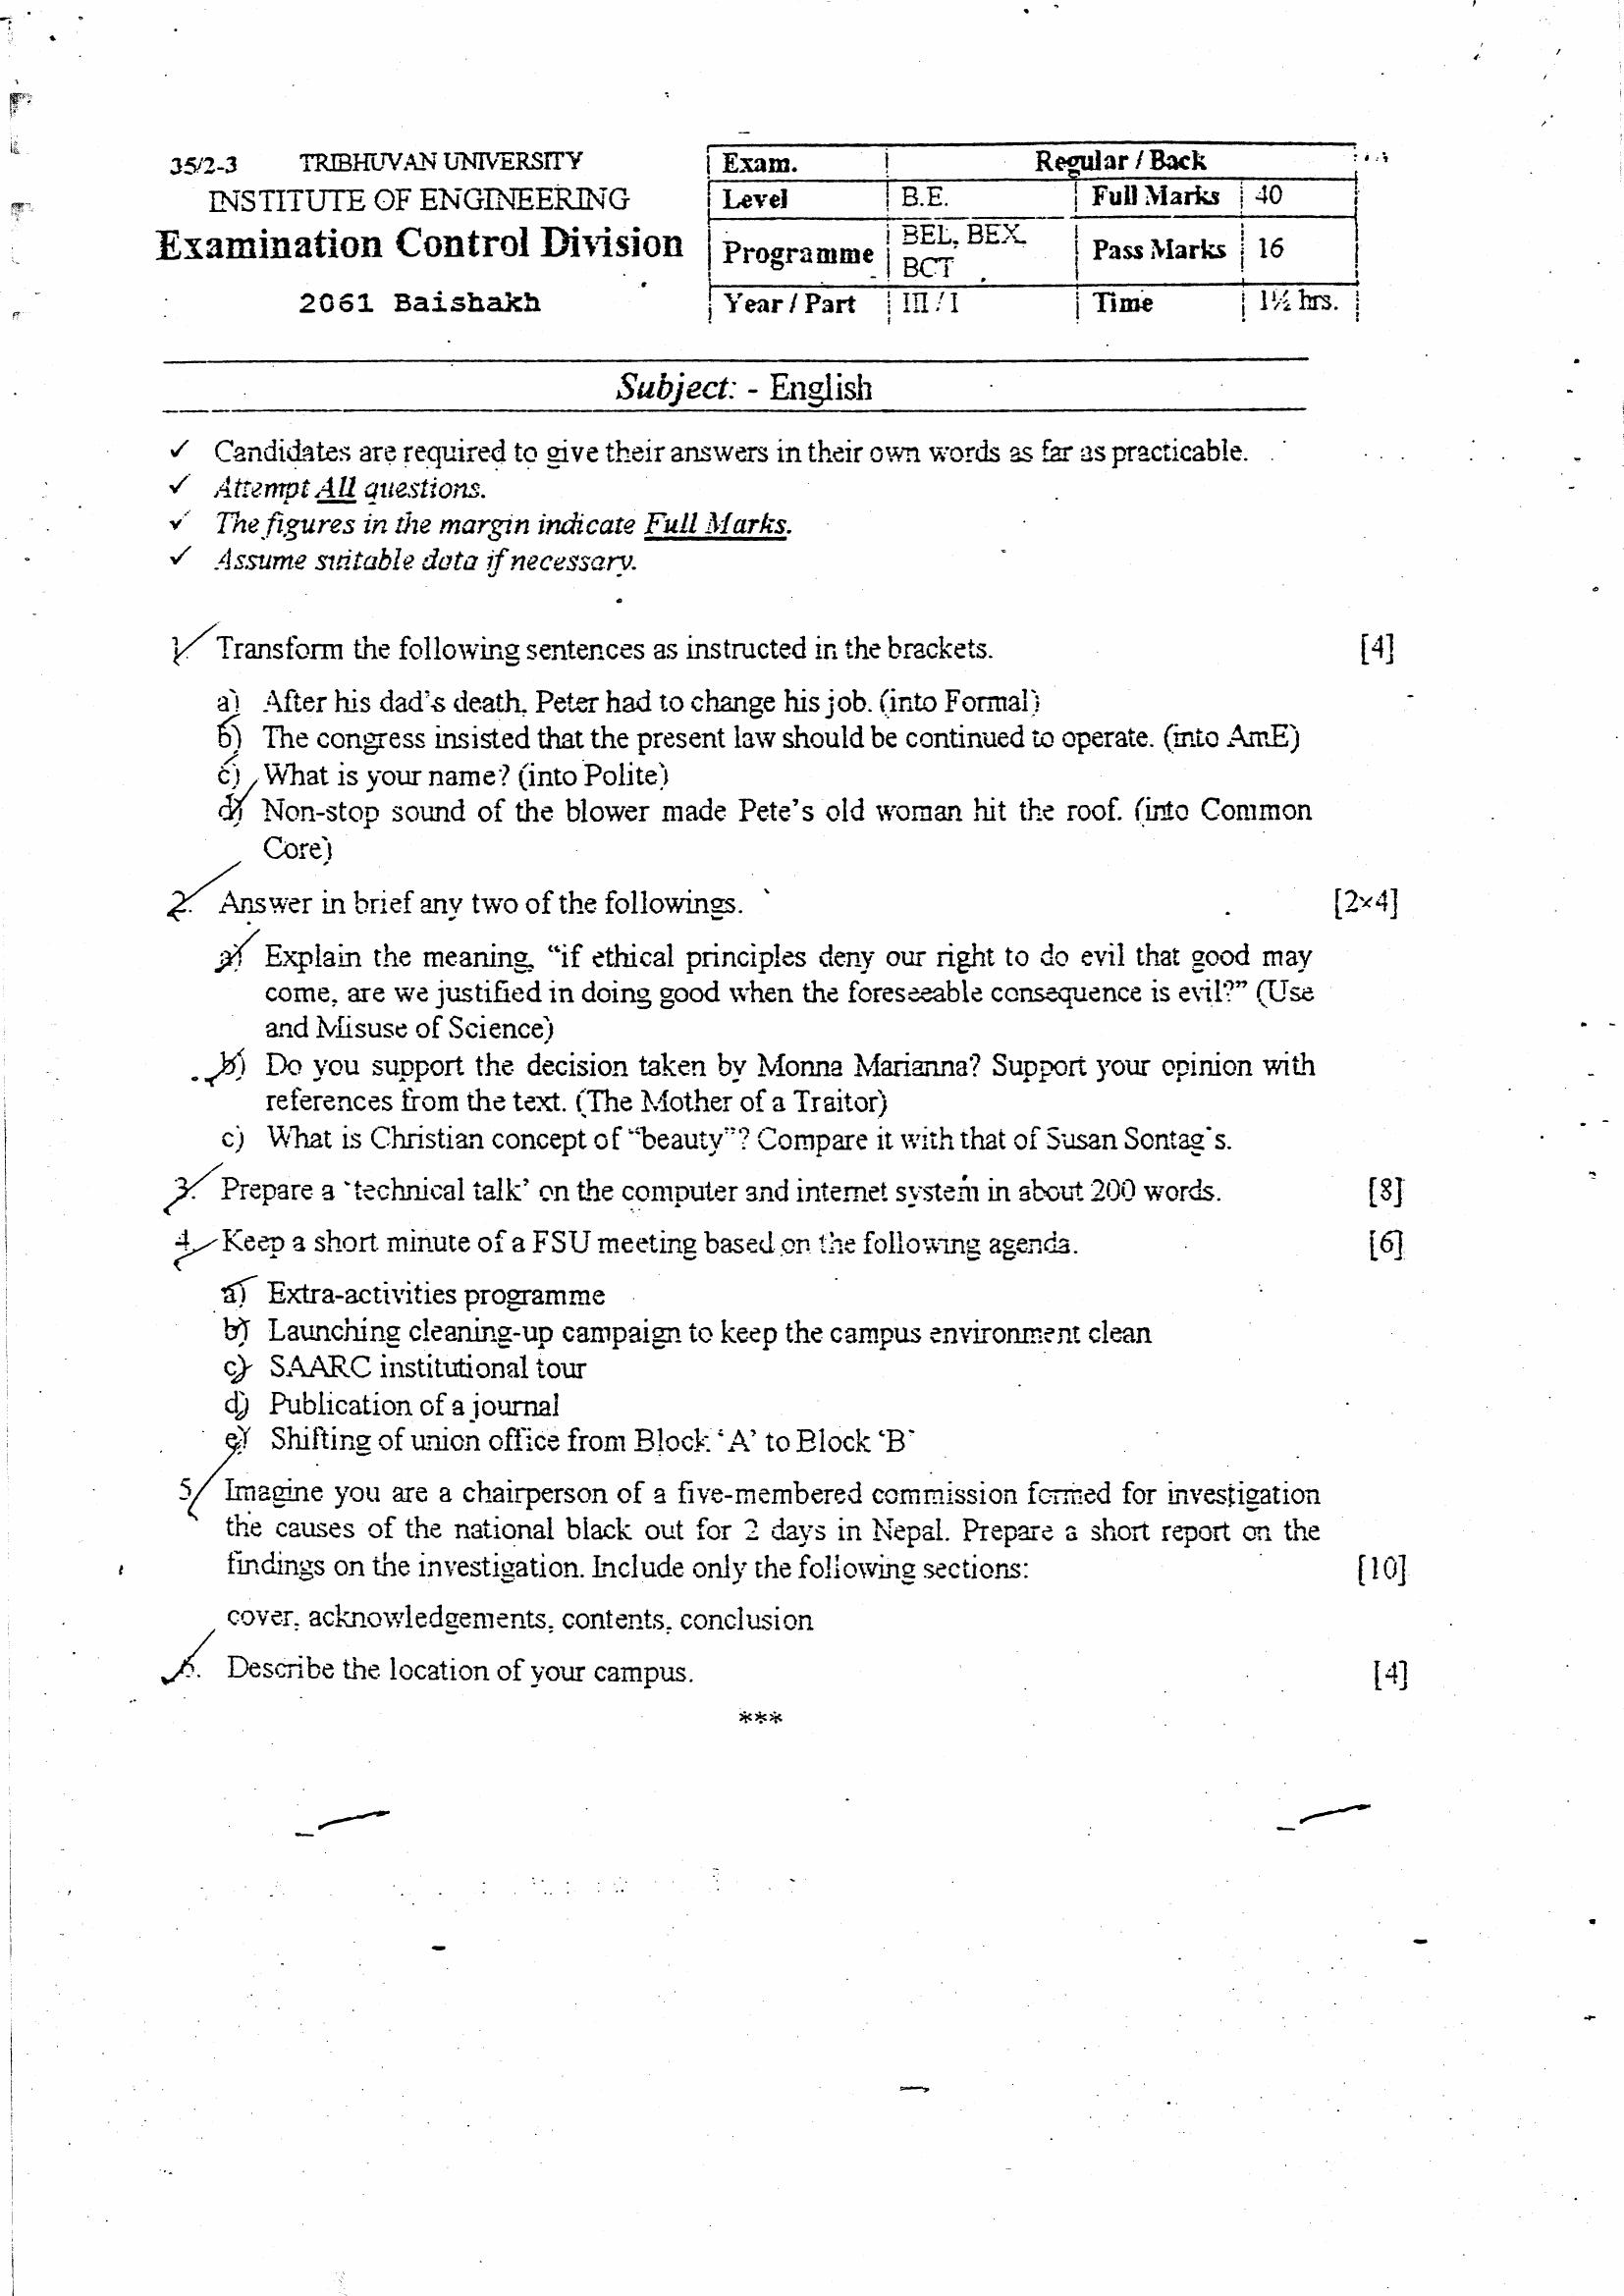 35/2-3 TRIBHUVAN UNIVERSITY
INSTITUTE OF ENGINEERING
Examination Control Division
2061 Baishakh
Exam. Regular / Back
Level B.E. Full Marks 40
Programme BEL, BEX, BCT Pass Marks 16
Year / Part III / I Time 1½ hrs.
Subject: - English
✓ Candidates are required to give their answers in their own words as far as practicable.
✓ Attempt All questions.
✓ The figures in the margin indicate Full Marks.
✓ Assume suitable data if necessary.
1. Transform the following sentences as instructed in the brackets. [4]
a) After his dad's death, Peter had to change his job. (into Formal)
b) The congress insisted that the present law should be continued to operate. (into AmE)
c) What is your name? (into Polite)
d) Non-stop sound of the blower made Pete's old woman hit the roof. (into Common
Core)
2. Answer in brief any two of the followings. [2×4]
a) Explain the meaning, "if ethical principles deny our right to do evil that good may
come, are we justified in doing good when the foreseeable consequence is evil?" (Use
and Misuse of Science)
b) Do you support the decision taken by Monna Marianna? Support your opinion with
references from the text. (The Mother of a Traitor)
c) What is Christian concept of "beauty"? Compare it with that of Susan Sontag's.
3. Prepare a 'technical talk' on the computer and internet system in about 200 words. [8]
4. Keep a short minute of a FSU meeting based on the following agenda. [6]
a) Extra-activities programme
b) Launching cleaning-up campaign to keep the campus environment clean
c) SAARC institutional tour
d) Publication of a journal
e) Shifting of union office from Block 'A' to Block 'B'
5. Imagine you are a chairperson of a five-membered commission formed for investigation
the causes of the national black out for 2 days in Nepal. Prepare a short report on the
findings on the investigation. Include only the following sections: [10]
cover, acknowledgements, contents, conclusion
6. Describe the location of your campus. [4]
***